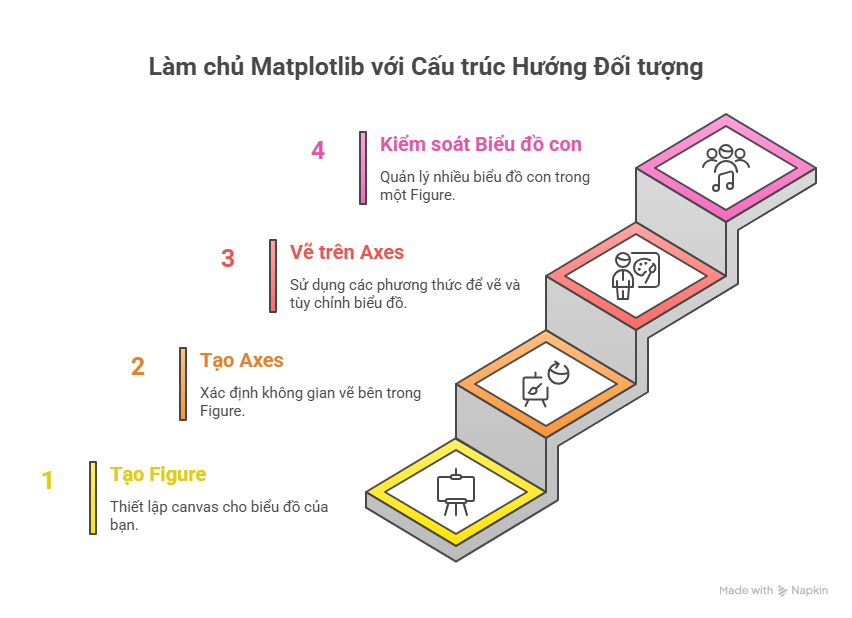 Làm chủ Matplotlib với Cấu trúc Hướng Đối tượng
4
Kiểm soát Biểu đồ con
Quản lý nhiều biểu đồ con trong
một Figure.
3
Vẽ trên Axes
Sử dụng các phương thức để vẽ và
tùy chỉnh biểu đồ.
2
Tạo Axes
Xác định không gian vẽ bên trong
Figure.
1
Tạo Figure
Thiết lập canvas cho biểu đồ của
bạn.
Made with Napkin